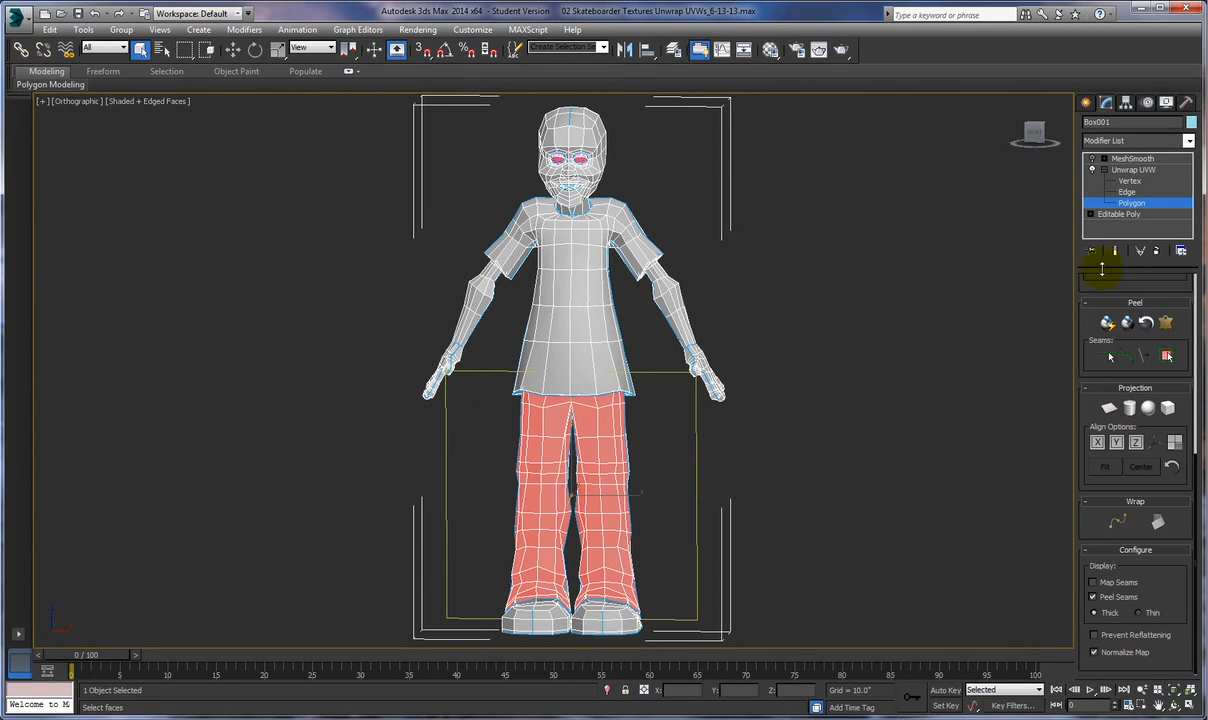 Workspace: Default
Autodesk 3ds Max 2014 x64 - Student Version 02 Skateboarder Textures Unwrap UVWs_6-13-13.max
Type a keyword or phrase
Edit Tools Group Views Create Modifiers Animation Graph Editors Rendering Customize MAXScript Help
All View Create Selection Se
Modeling Freeform Selection Object Paint Populate
Polygon Modeling
[+] [Orthographic] [Shaded + Edged Faces]
Box001
Modifier List
MeshSmooth
Unwrap UVW
Vertex
Edge
Polygon
Editable Poly
Peel
Seams:
Projection
Align Options:
X Y Z
Fit Center
Wrap
Configure
Display:
Map Seams
Peel Seams
Thick Thin
Prevent Reflattening
Normalize Map
0 / 100
0 5 10 15 20 25 30 35 40 45 50 55 60 65 70 75 80 85 90 95 100
1 Object Selected X: Y: Z: Grid = 10.0" Auto Key Selected
Welcome to M. Select faces Add Time Tag Set Key Key Filters... 0